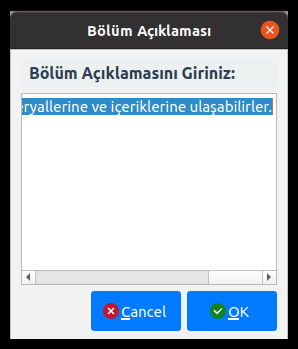 Bölüm Açıklaması
Bölüm Açıklamasını Giriniz:
eryallerine ve içeriklerine ulaşabilirler.
Cancel
OK